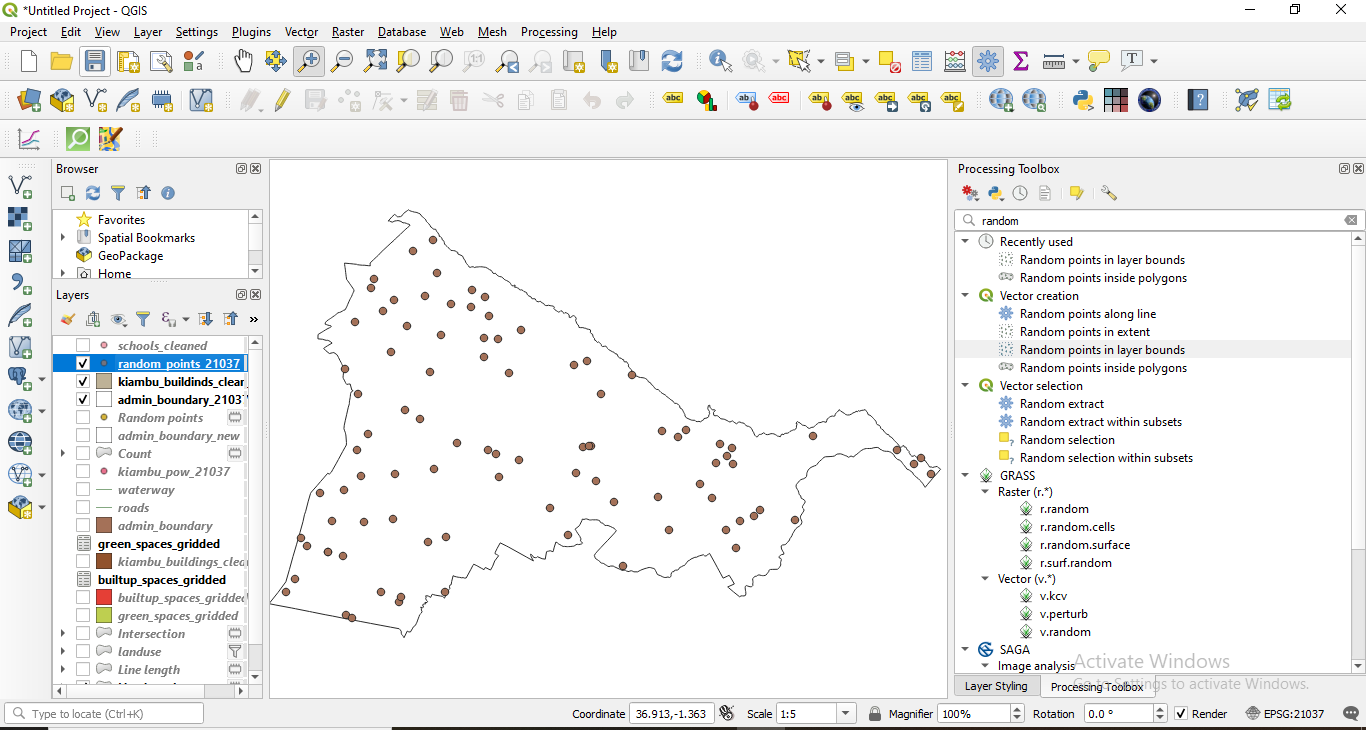 *Untitled Project - QGIS
Project Edit View Layer Settings Plugins Vector Raster Database Web Mesh Processing Help
Browser
Favorites
Spatial Bookmarks
GeoPackage
Home
Layers
schools_cleaned
random_points_21037
kiambu_buildinds_clear
admin_boundary_2103
Random points
admin_boundary_new
Count
kiambu_pow_21037
waterway
roads
admin_boundary
green_spaces_gridded
kiambu_buildings_clea
builtup_spaces_gridded
builtup_spaces_gridde
green_spaces_gridded
Intersection
landuse
Line length
Processing Toolbox
random
Recently used
Random points in layer bounds
Random points inside polygons
Vector creation
Random points along line
Random points in extent
Random points in layer bounds
Random points inside polygons
Vector selection
Random extract
Random extract within subsets
Random selection
Random selection within subsets
GRASS
Raster (r.*)
r.random
r.random.cells
r.random.surface
r.surf.random
Vector (v.*)
v.kcv
v.perturb
v.random
SAGA
Image analysis
Activate Windows
Go to Settings to activate Windows.
Layer Styling Processing Toolbox
Type to locate (Ctrl+K) Coordinate 36.913,-1.363 Scale 1:5 Magnifier 100% Rotation 0.0 ° Render EPSG:21037